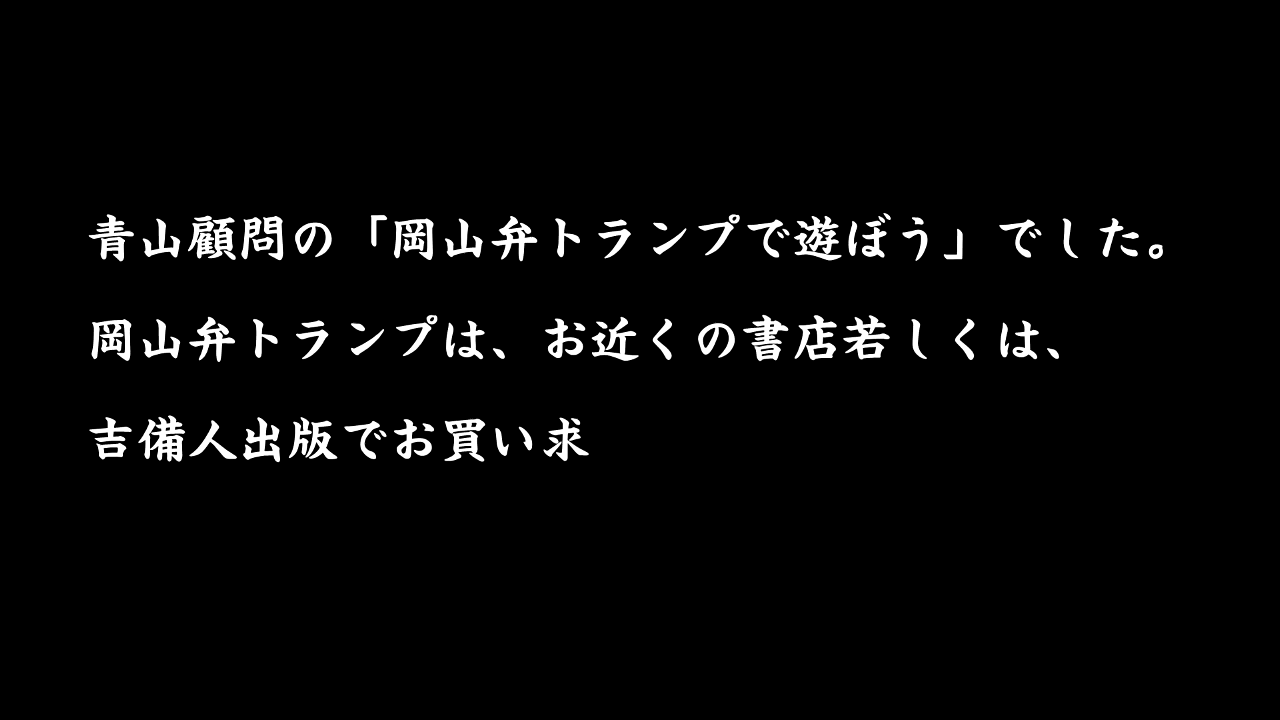 青山顧問の「岡山弁トランプで遊ぼう」でした。
岡山弁トランプは、お近くの書店若しくは、
吉備人出版でお買い求